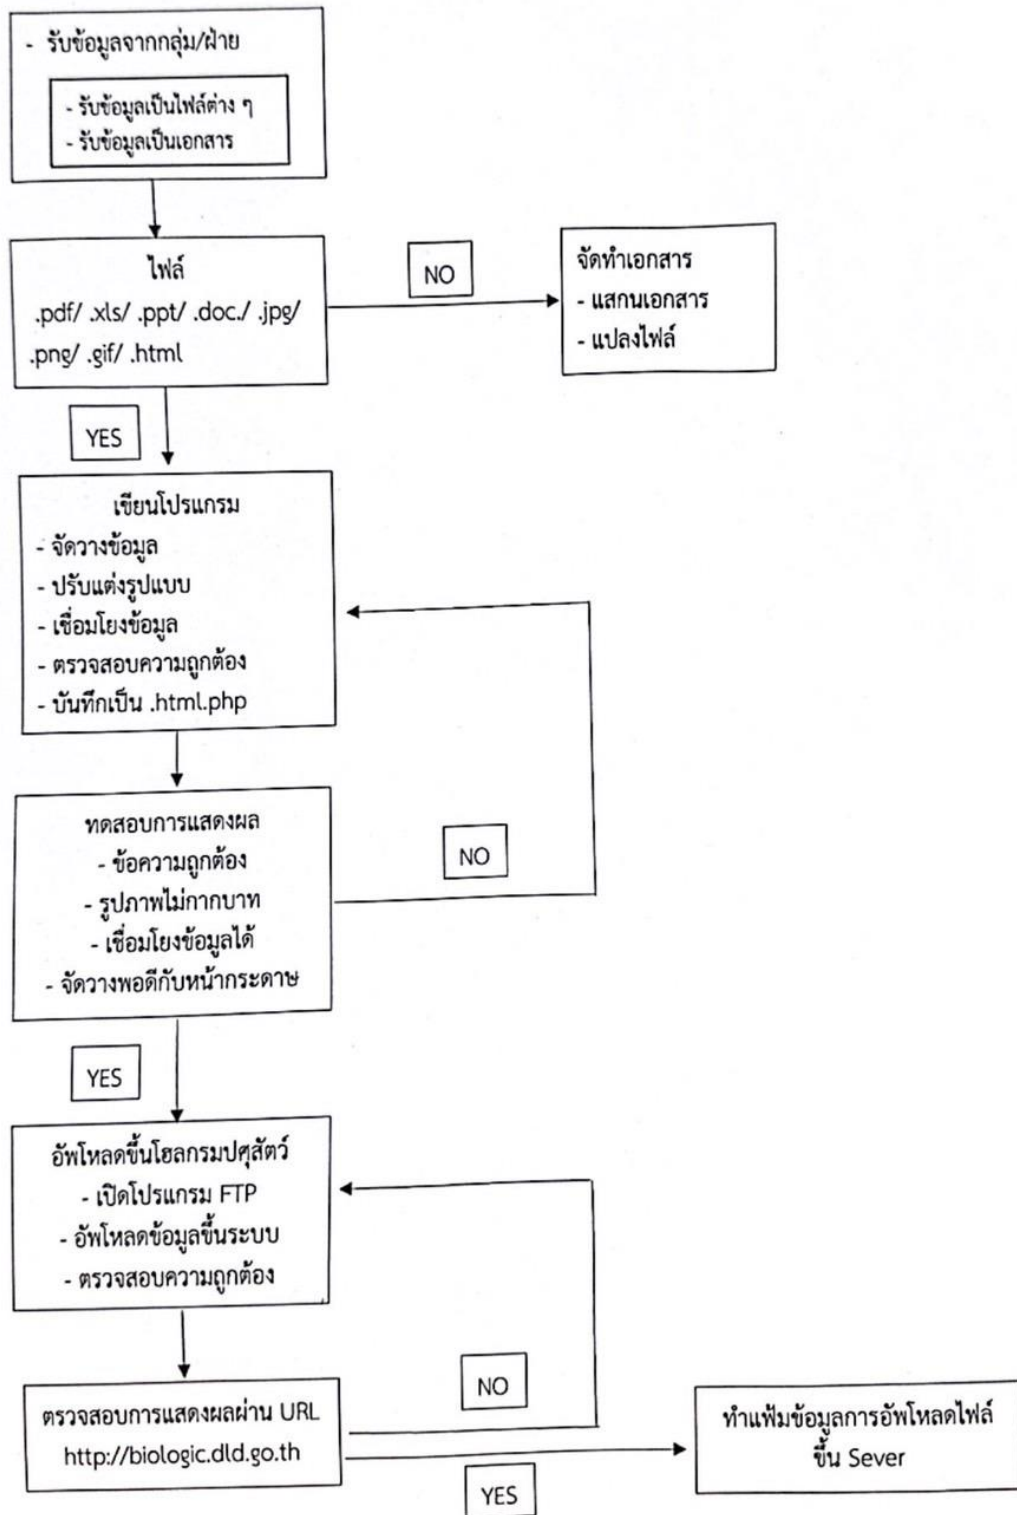 - รับข้อมูลจากกลุ่ม/ฝ่าย
- รับข้อมูลเป็นไฟล์ต่าง ๆ
- รับข้อมูลเป็นเอกสาร
ไฟล์
.pdf/ .xls/ .ppt/ .doc./ .jpg/
.png/ .gif/ .html
NO
จัดทำเอกสาร
- แสกนเอกสาร
- แปลงไฟล์
YES
เขียนโปรแกรม
- จัดวางข้อมูล
- ปรับแต่งรูปแบบ
- เชื่อมโยงข้อมูล
- ตรวจสอบความถูกต้อง
- บันทึกเป็น .html.php
ทดสอบการแสดงผล
- ข้อความถูกต้อง
- รูปภาพไม่กากบาท
- เชื่อมโยงข้อมูลได้
- จัดวางพอดีกับหน้ากระดาษ
NO
YES
อัพโหลดขึ้นโฮลกรมปศุสัตว์
- เปิดโปรแกรม FTP
- อัพโหลดข้อมูลขึ้นระบบ
- ตรวจสอบความถูกต้อง
NO
ตรวจสอบการแสดงผลผ่าน URL
http://biologic.dld.go.th
YES
ทำแฟ้มข้อมูลการอัพโหลดไฟล์
ขึ้น Sever